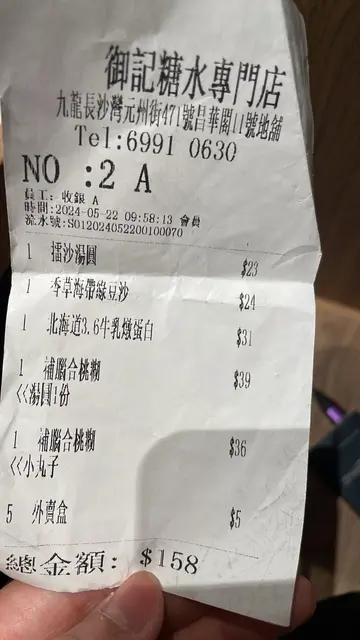 御記糖水專門店
九龍長沙灣元州街471號昌華閣11號地舖
Tel:6991 0630
NO :2 A
員工: 收銀 A
時間:2024-05-22 09:58:13 會員
流水號:S012024052200100070
1 擂沙湯圓 $23
1 季草海帶綠豆沙 $24
1 北海道3.6牛乳燉蛋白 $31
1 補腦合桃糊 $39
<<湯圓1份
1 補腦合桃糊 $36
<<小丸子
5 外賣盒 $5
總金額: $158